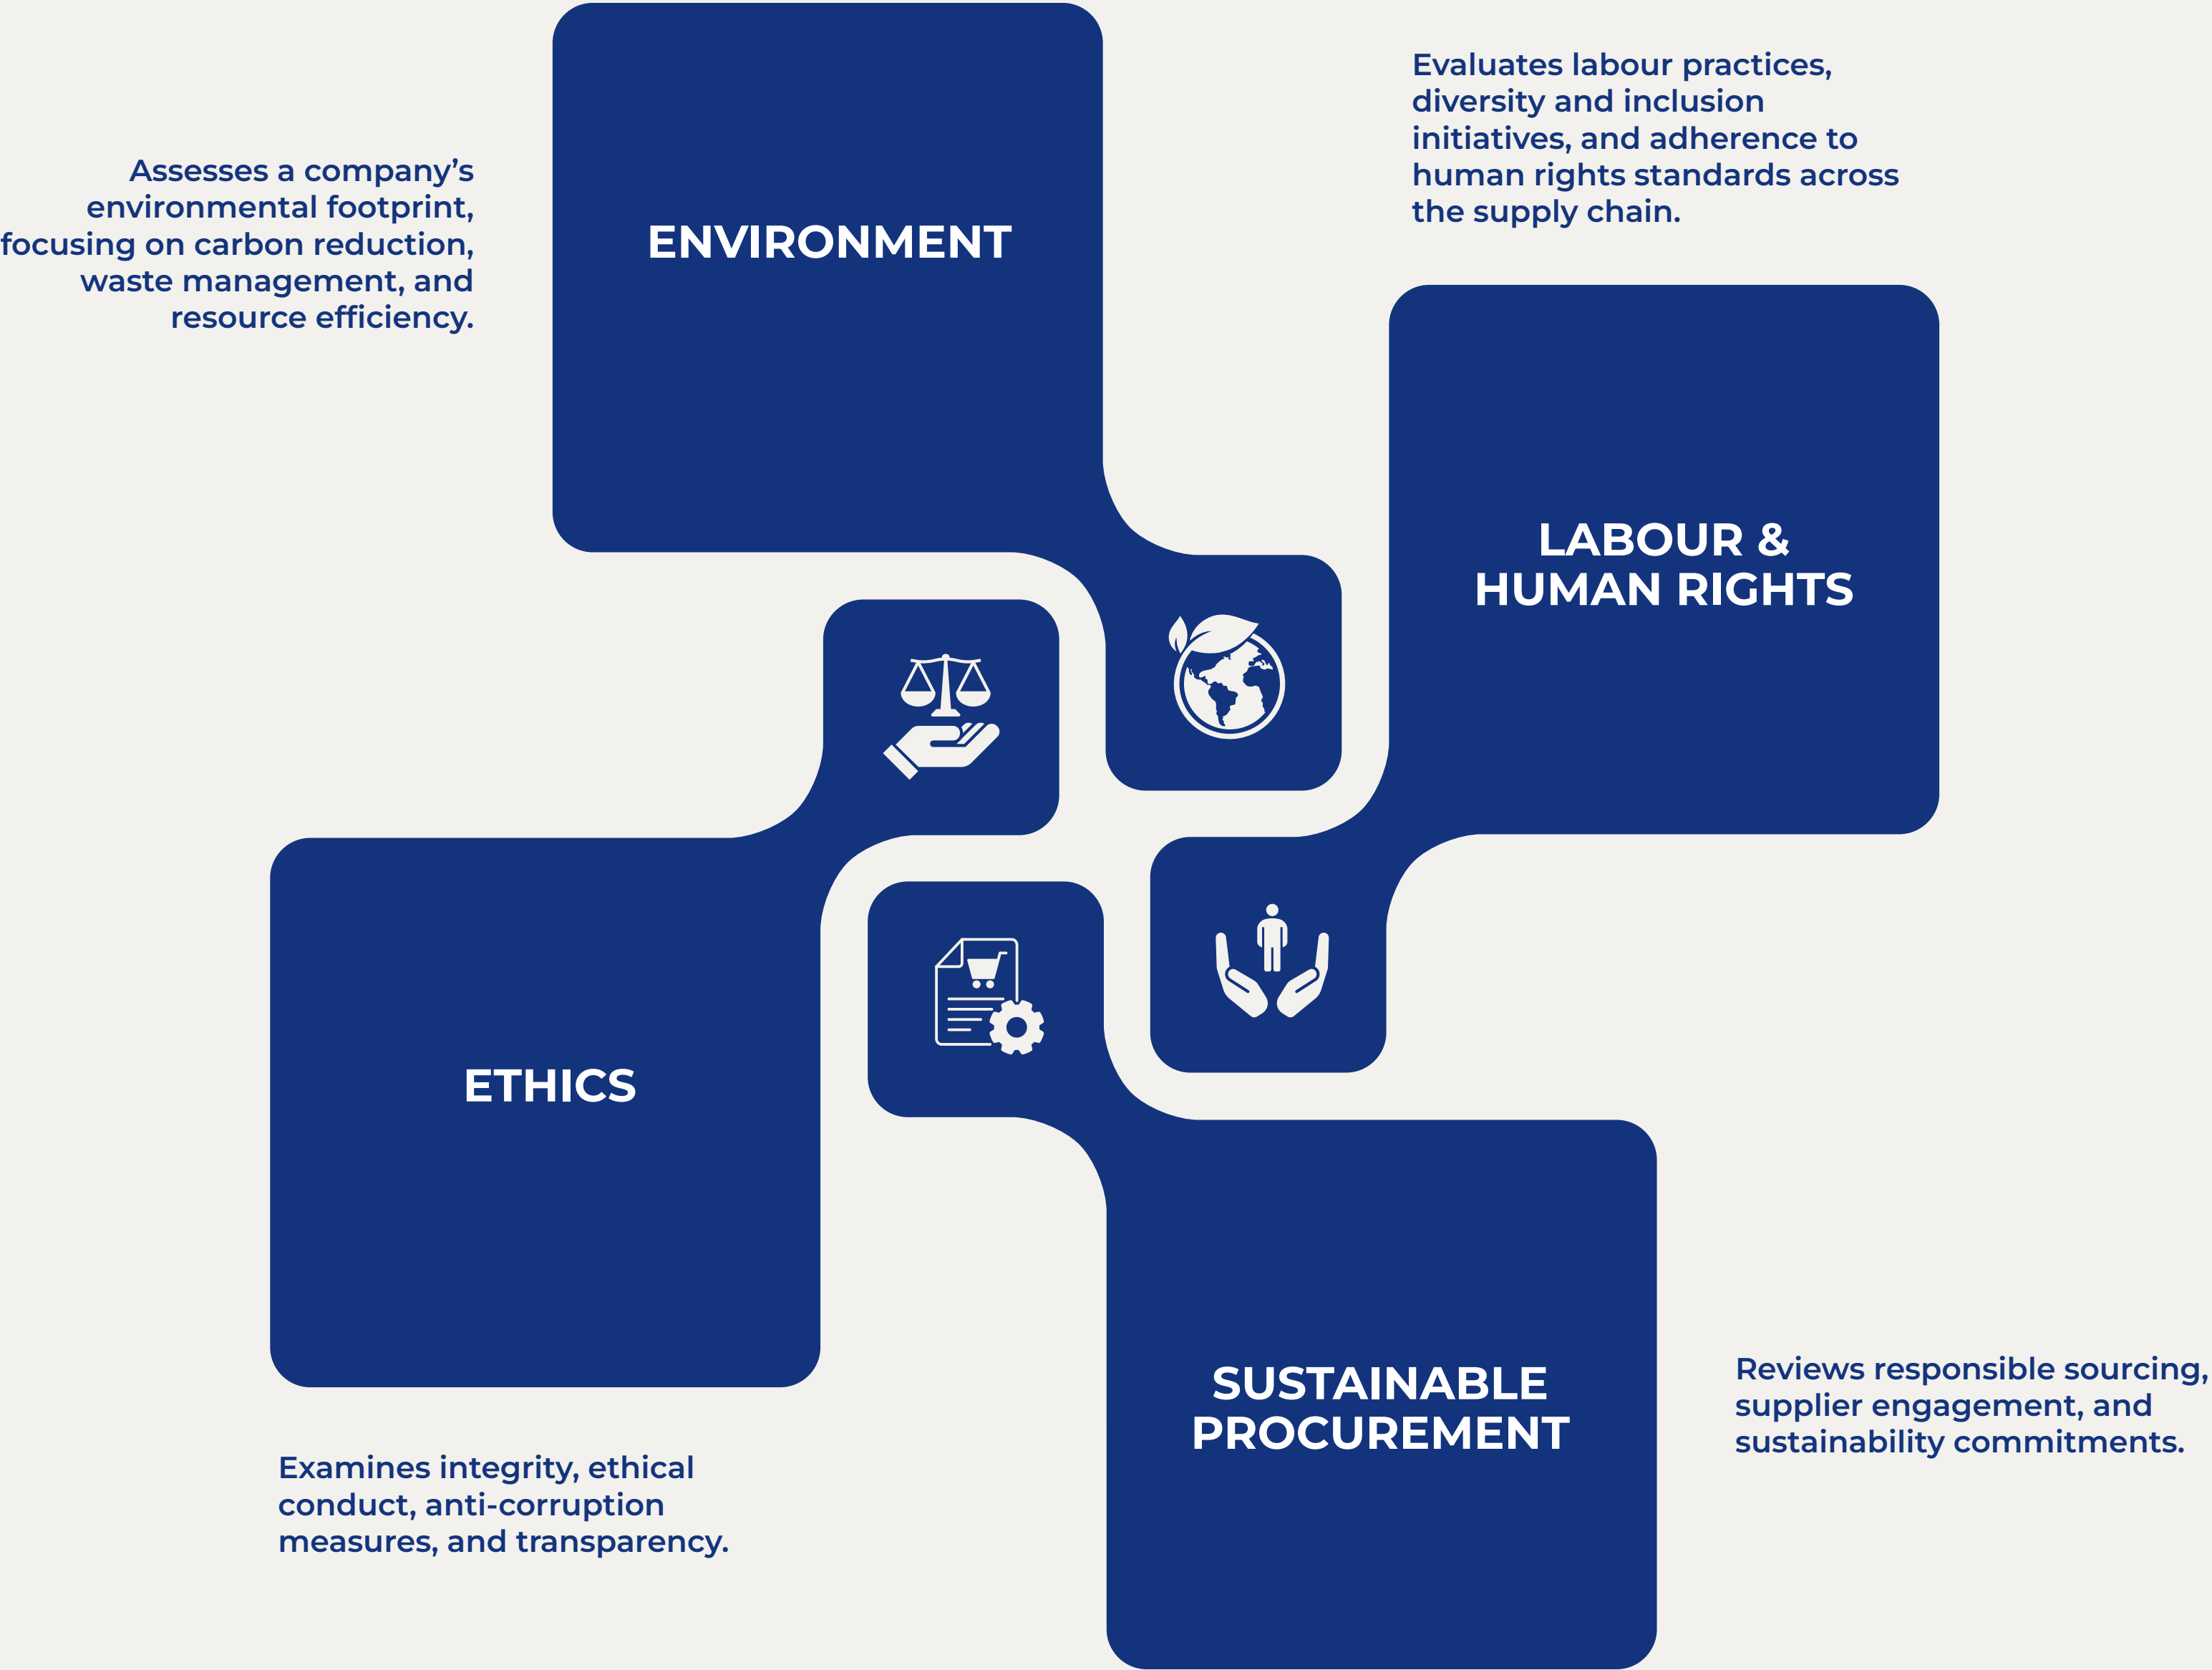 Assesses a company’s
environmental footprint,
focusing on carbon reduction,
waste management, and
resource efficiency.
ENVIRONMENT
Evaluates labour practices,
diversity and inclusion
initiatives, and adherence to
human rights standards across
the supply chain.
LABOUR &
HUMAN RIGHTS
ETHICS
Examines integrity, ethical
conduct, anti-corruption
measures, and transparency.
SUSTAINABLE
PROCUREMENT
Reviews responsible sourcing,
supplier engagement, and
sustainability commitments.